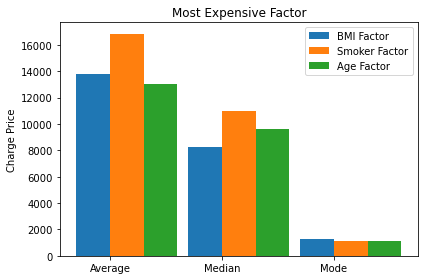 Most Expensive Factor
BMI Factor
Smoker Factor
Age Factor
Charge Price
16000
14000
12000
10000
8000
6000
4000
2000
0
Average
Median
Mode